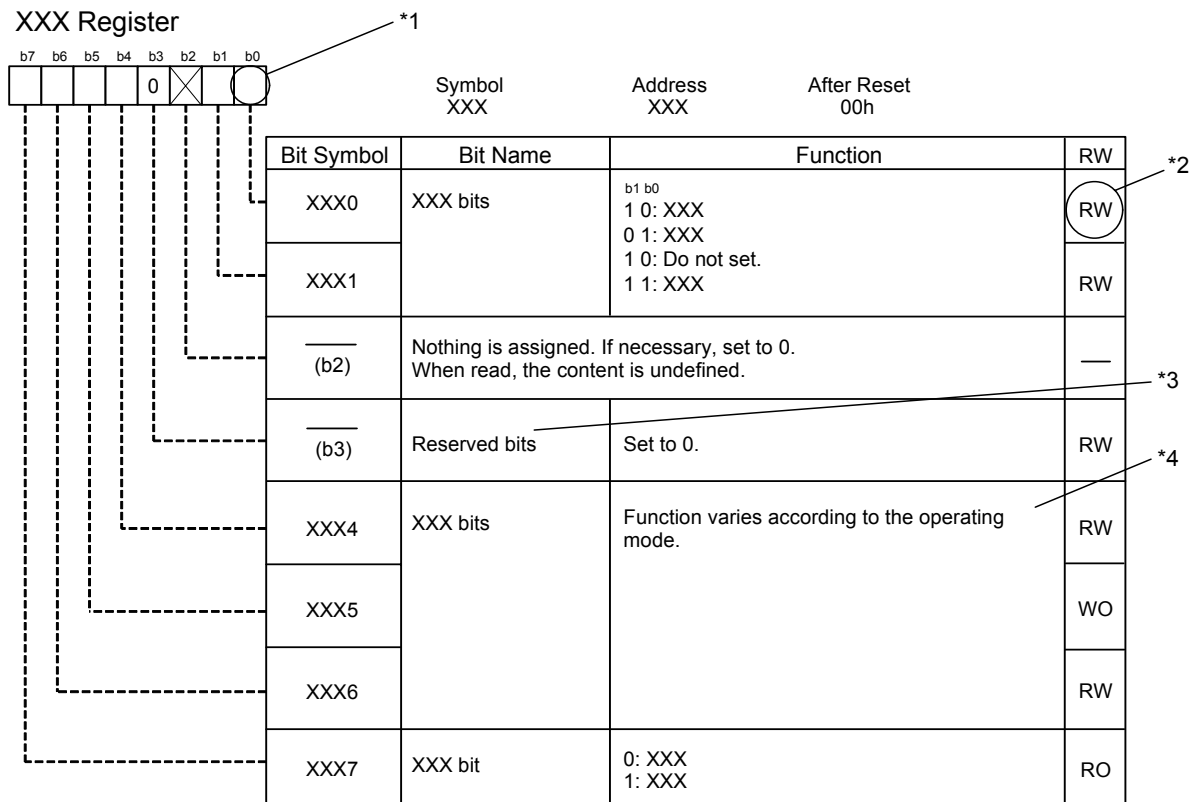 XXX Register
*1
b7 b6 b5 b4 b3 b2 b1 b0
0
Symbol Address After Reset
XXX XXX 00h
Bit Symbol Bit Name Function RW
*2
XXX0 XXX bits b1 b0
1 0: XXX
0 1: XXX
1 0: Do not set.
1 1: XXX
RW
XXX1 RW
(b2) Nothing is assigned. If necessary, set to 0.
When read, the content is undefined.
—
*3
(b3) Reserved bits Set to 0. RW
*4
XXX4 XXX bits Function varies according to the operating
mode.
RW
XXX5 WO
XXX6 RW
XXX7 XXX bit 0: XXX
1: XXX
RO